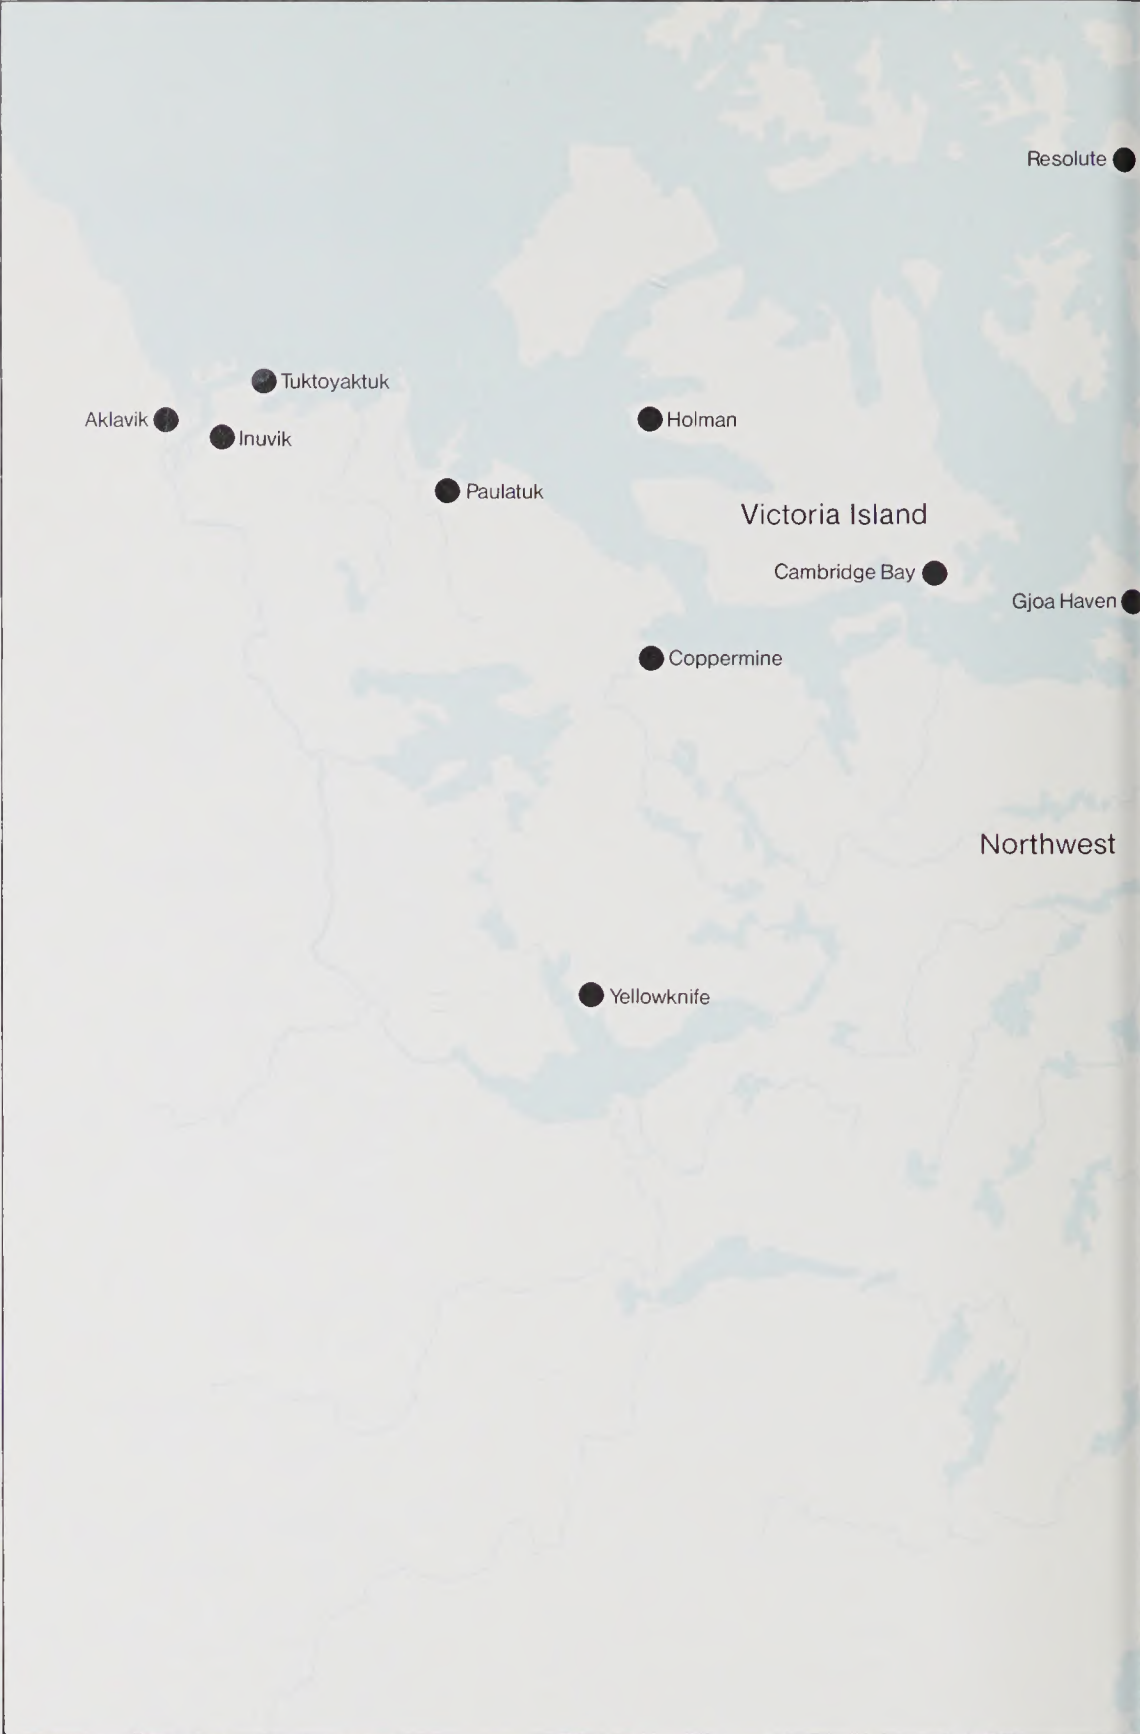 Resolute
Tuktoyaktuk
Aklavik
Inuvik
Holman
Paulatuk
Victoria Island
Cambridge Bay
Gjoa Haven
Coppermine
Northwest
Yellowknife